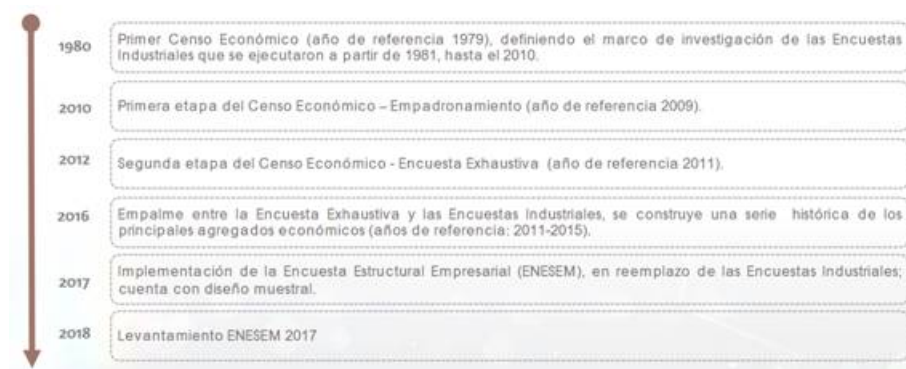 1980
Primer Censo Económico (año de referencia 1979), definiendo el marco de investigación de las Encuestas
Industriales que se ejecutaron a partir de 1981, hasta el 2010.
2010
Primera etapa del Censo Económico – Empadronamiento (año de referencia 2009).
2012
Segunda etapa del Censo Económico - Encuesta Exhaustiva (año de referencia 2011).
2016
Empalme entre la Encuesta Exhaustiva y las Encuestas Industriales, se construye una serie histórica de los
principales agregados económicos (años de referencia: 2011-2015).
2017
Implementación de la Encuesta Estructural Empresarial (ENESEM), en reemplazo de las Encuestas Industriales;
cuenta con diseño muestral.
2018
Levantamiento ENESEM 2017